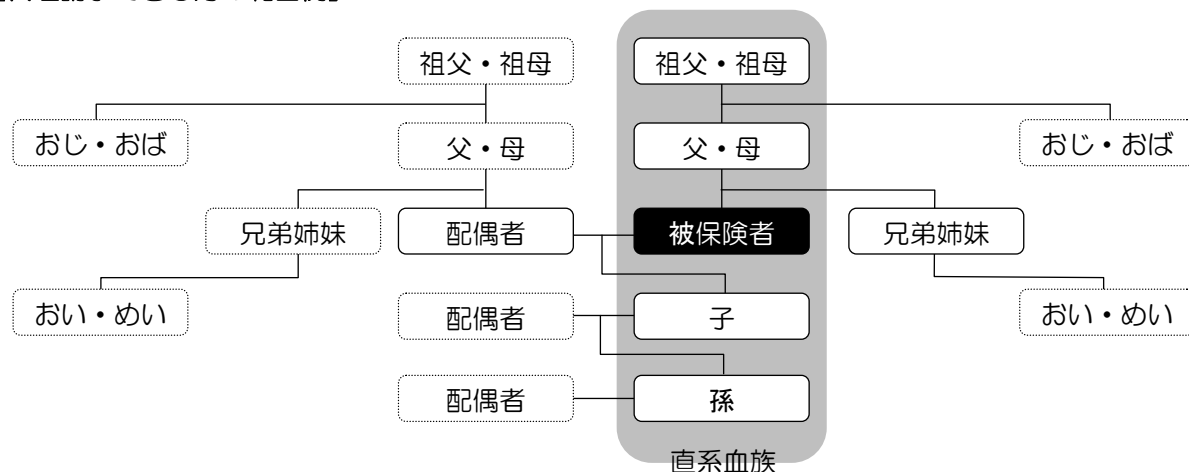 祖父・祖母
祖父・祖母
おじ・おば
父・母
父・母
おじ・おば
兄弟姉妹
配偶者
被保険者
兄弟姉妹
おい・めい
配偶者
子
おい・めい
配偶者
孫
直系血族